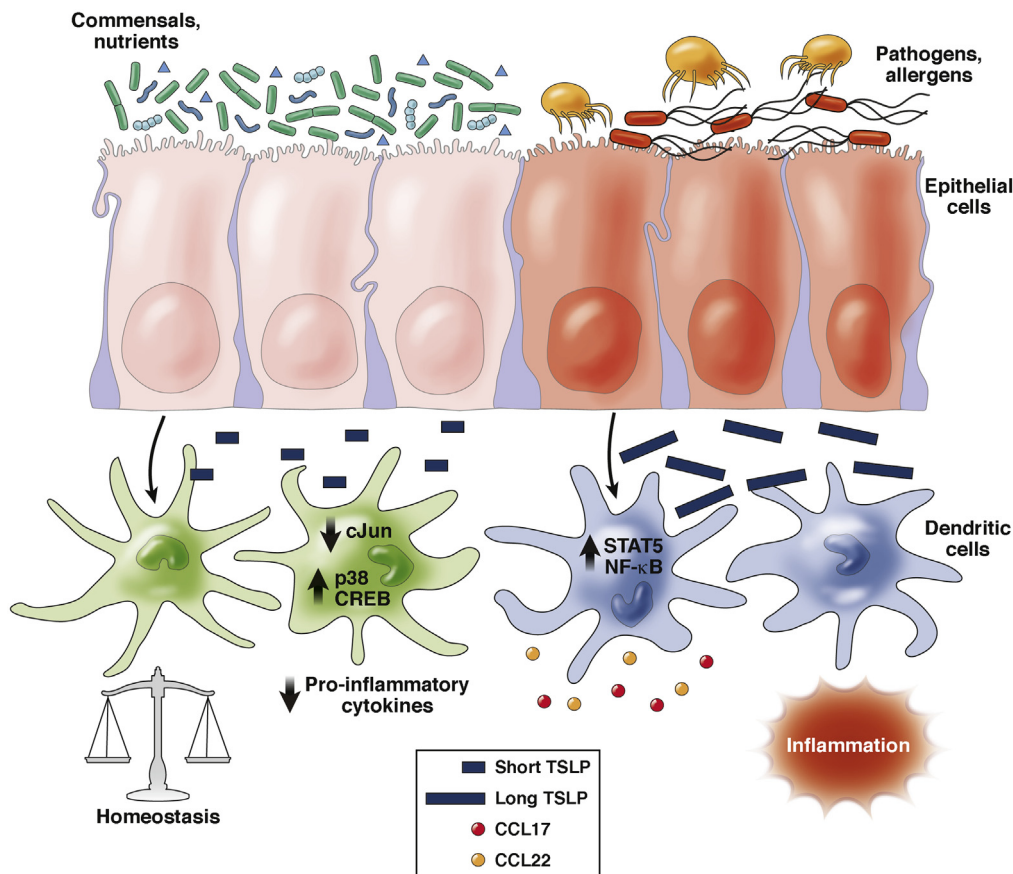 Commensals,
nutrients
Pathogens,
allergens
Epithelial
cells
cJun
p38
CREB
STAT5
NF-κB
Dendritic
cells
Pro-inflammatory
cytokines
Homeostasis
Inflammation
Short TSLP
Long TSLP
CCL17
CCL22